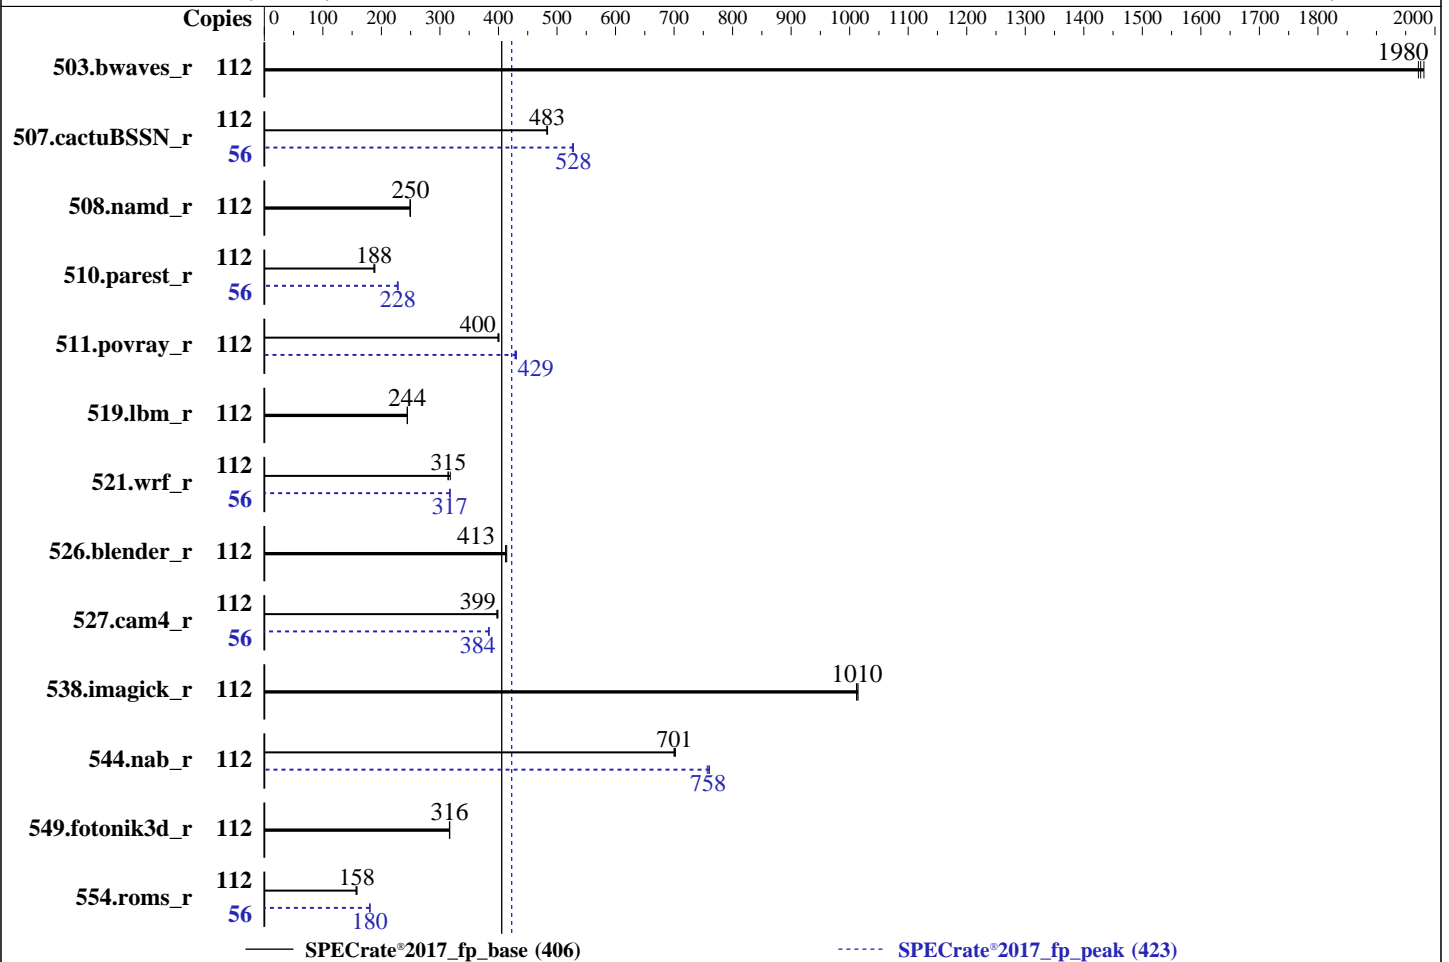 Copies 0 100 200 300 400 500 600 700 800 900 1000 1100 1200 1300 1400 1500 1600 1700 1800 2000
503.bwaves_r 112 1980
507.cactuBSSN_r 112 483
56 528
508.namd_r 112 250
510.parest_r 112 188
56 228
511.povray_r 112 400
429
519.lbm_r 112 244
521.wrf_r 112 315
56 317
526.blender_r 112 413
527.cam4_r 112 399
56 384
538.imagick_r 112 1010
544.nab_r 112 701
758
549.fotonik3d_r 112 316
554.roms_r 112 158
56 180
SPECrate®2017_fp_base (406) SPECrate®2017_fp_peak (423)